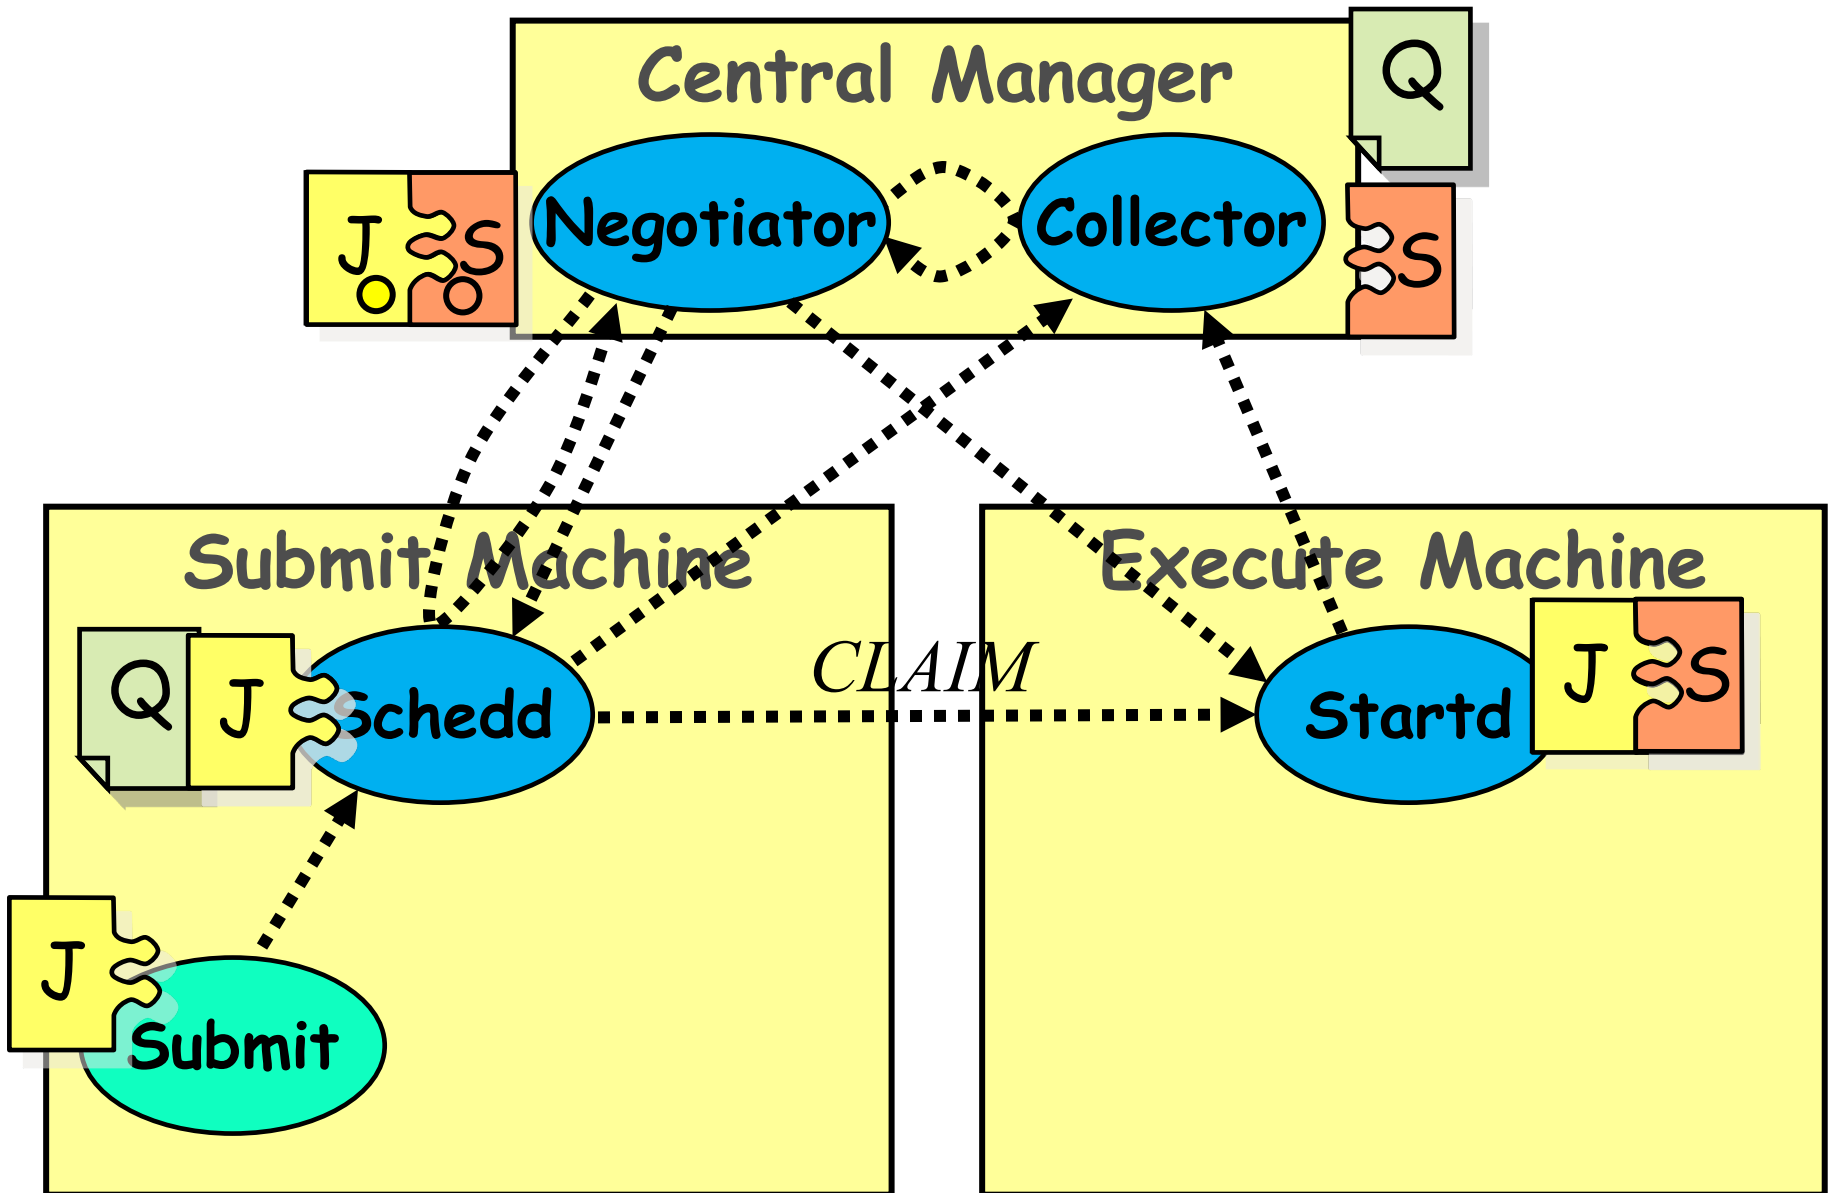 Central Manager
Q
J S
Negotiator
Collector
S
Submit Machine
Execute Machine
Q J
Schedd
CLAIM
Startd
J S
J
Submit